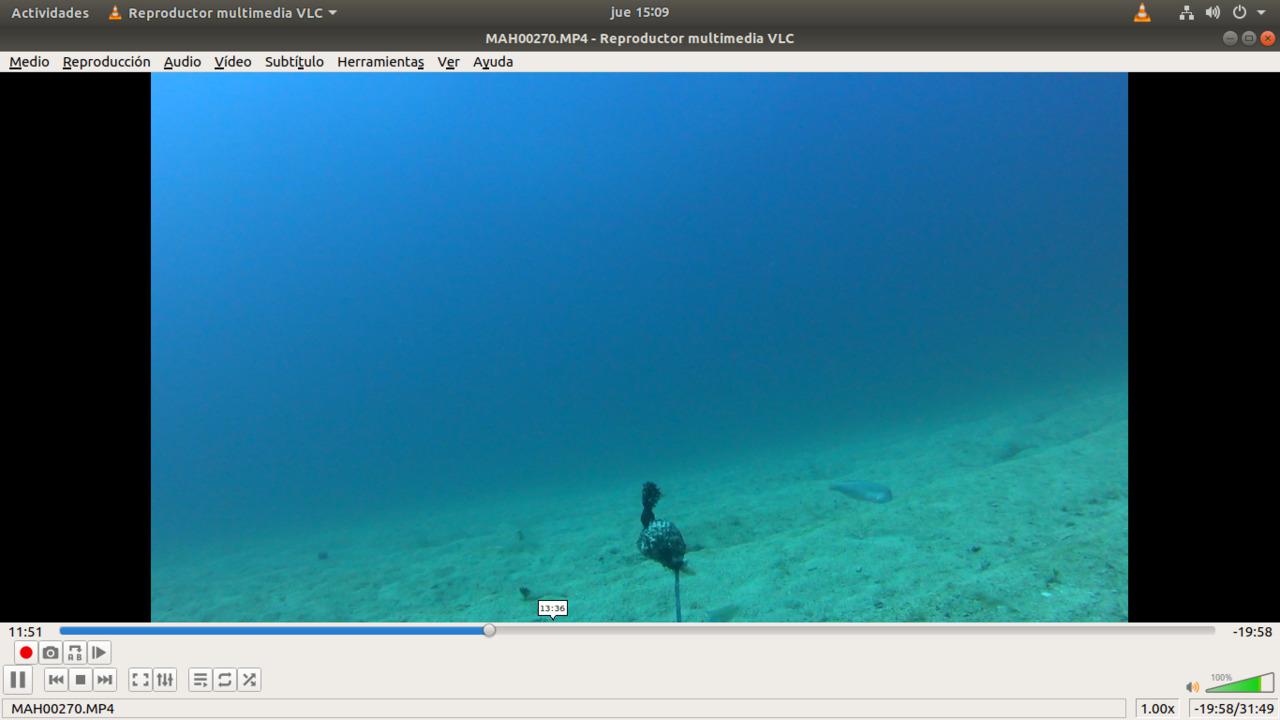 Actividades Reproductor multimedia VLC jue 15:09
MAH00270.MP4 - Reproductor multimedia VLC
Medio Reproducción Audio Vídeo Subtítulo Herramientas Ver Ayuda
13:36
11:51 -19:58
A B
100%
MAH00270.MP4 1.00x -19:58/31:49